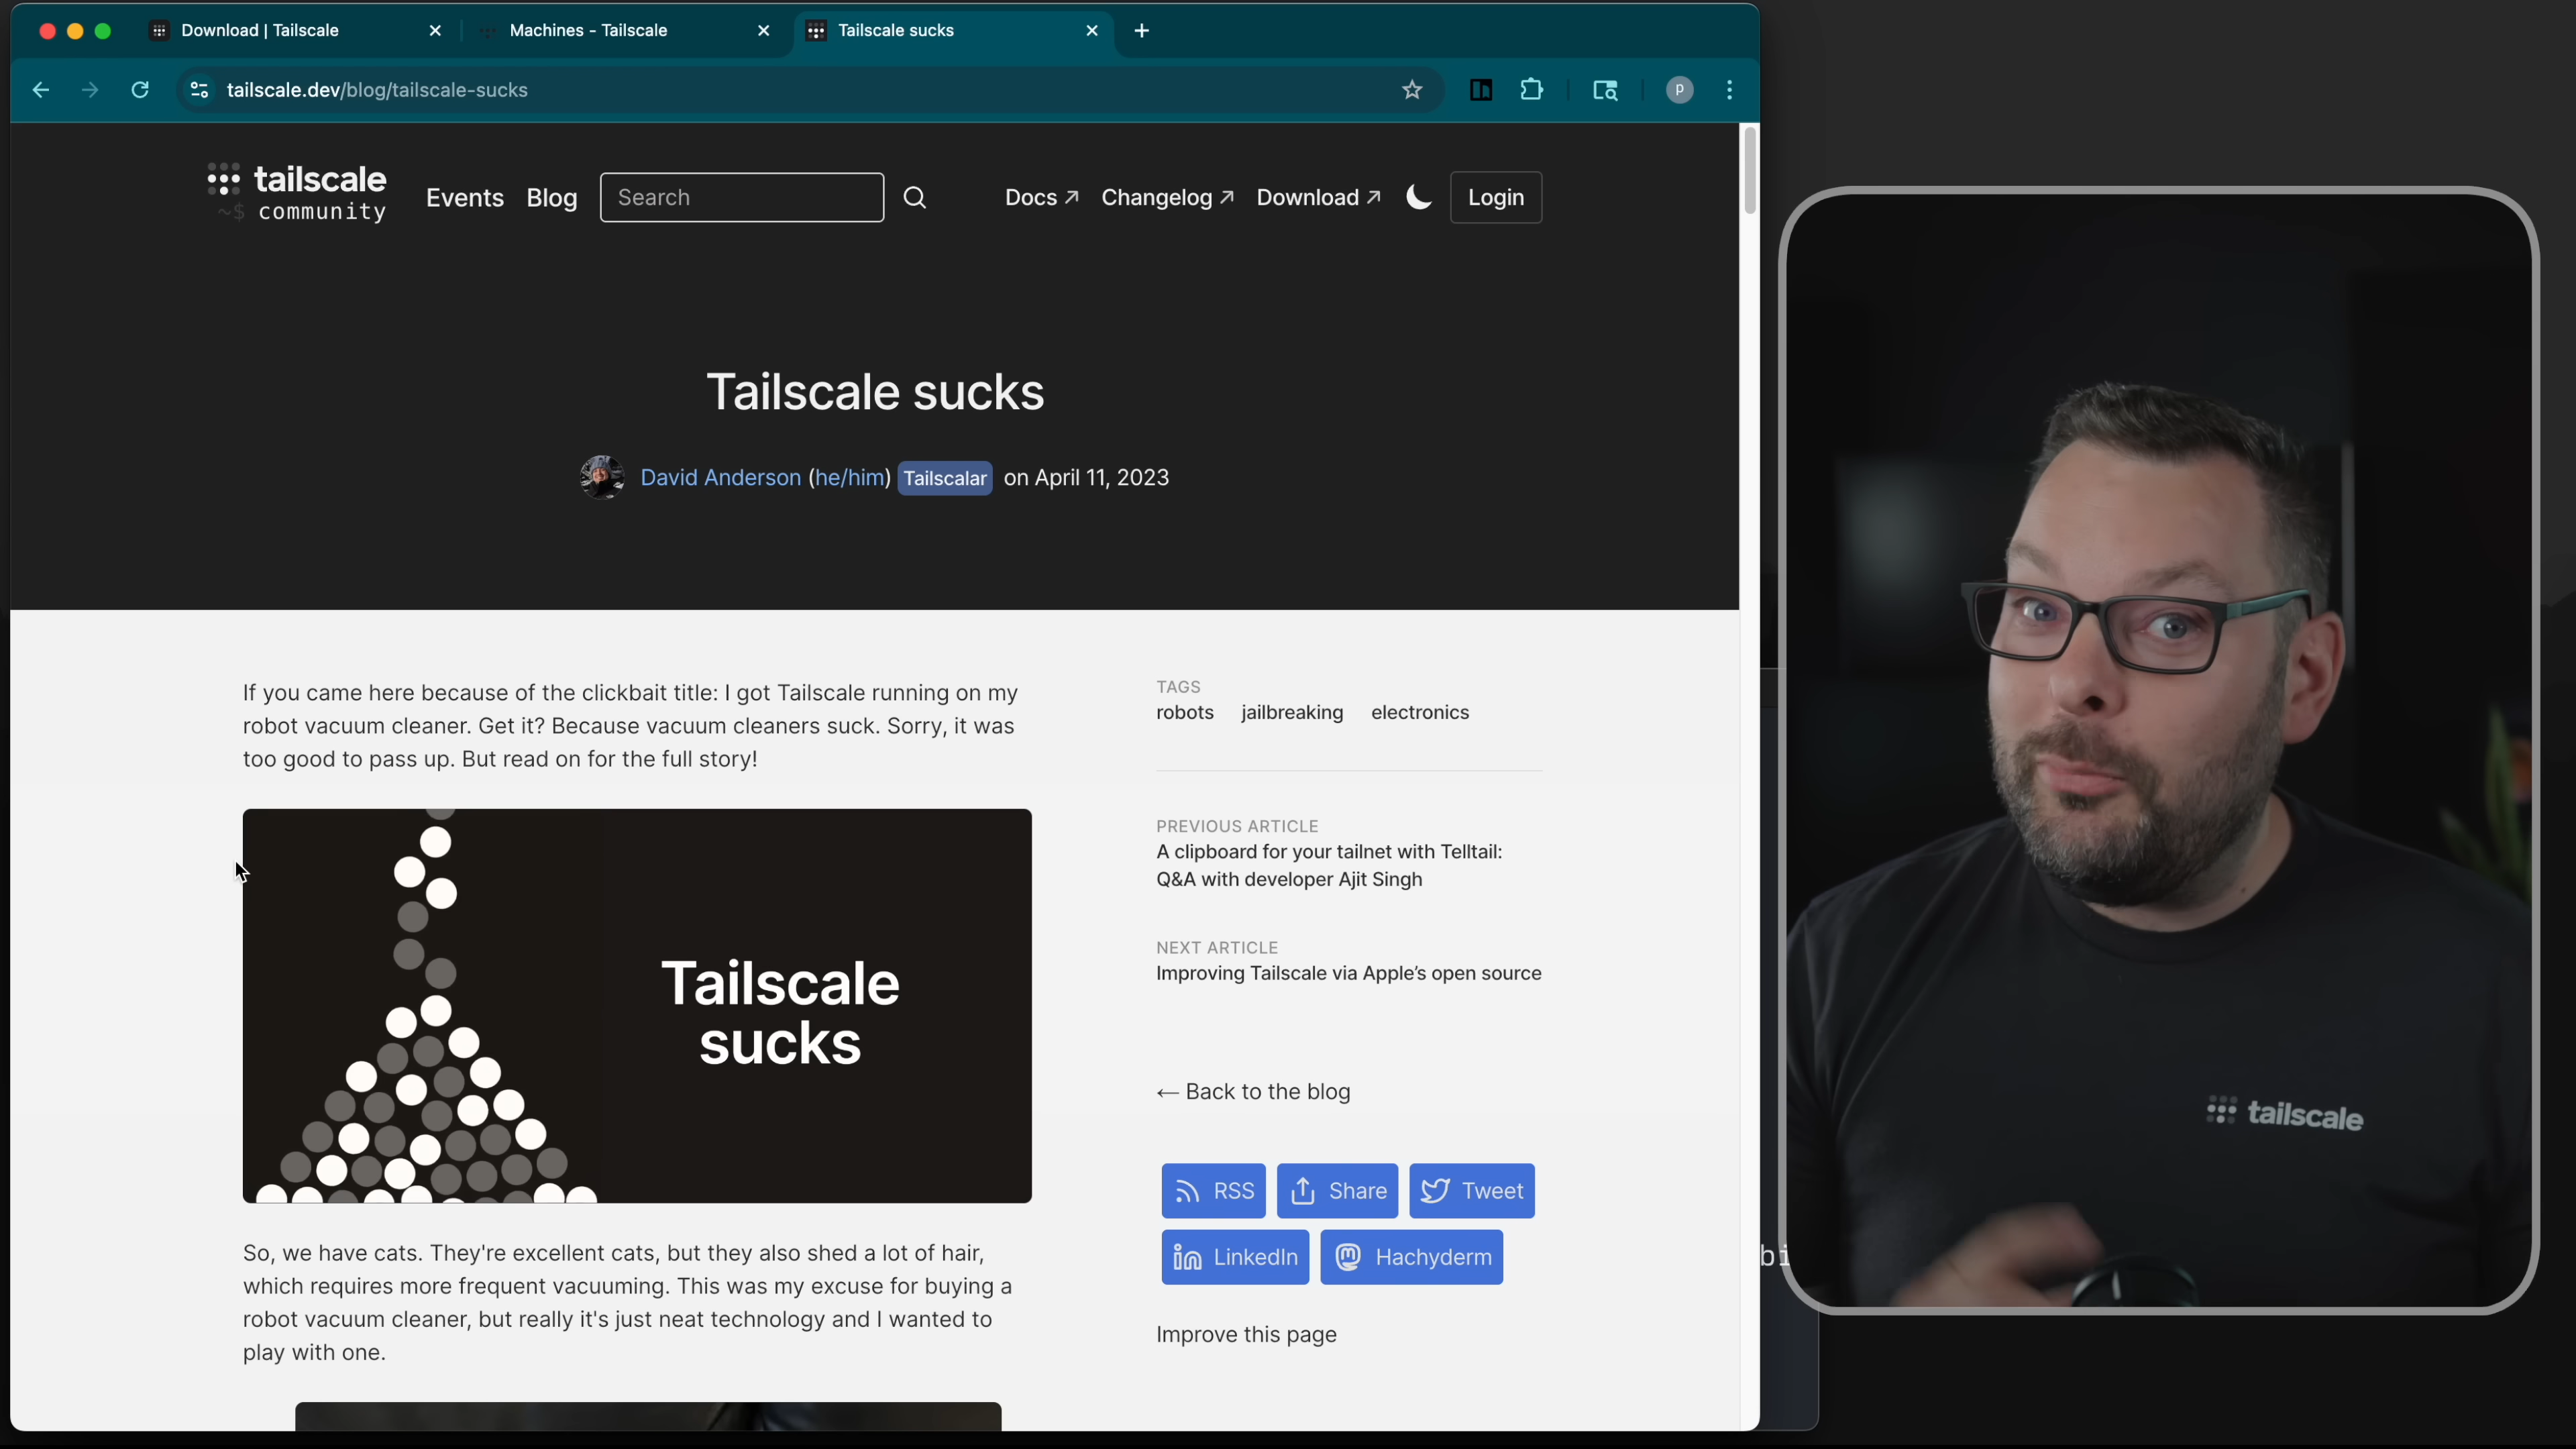 Download | Tailscale
Machines - Tailscale
Tailscale sucks
tailscale.dev/blog/tailscale-sucks
P
tailscale
~$ community
Events
Blog
Search
Docs ↗
Changelog ↗
Download ↗
Login
Tailscale sucks
David Anderson (he/him) Tailscalar on April 11, 2023
If you came here because of the clickbait title: I got Tailscale running on my
robot vacuum cleaner. Get it? Because vacuum cleaners suck. Sorry, it was
too good to pass up. But read on for the full story!
Tailscale
sucks
So, we have cats. They're excellent cats, but they also shed a lot of hair,
which requires more frequent vacuuming. This was my excuse for buying a
robot vacuum cleaner, but really it's just neat technology and I wanted to
play with one.
TAGS
robots jailbreaking electronics
PREVIOUS ARTICLE
A clipboard for your tailnet with Telltail:
Q&A with developer Ajit Singh
NEXT ARTICLE
Improving Tailscale via Apple’s open source
← Back to the blog
RSS
Share
Tweet
LinkedIn
Hachyderm
Improve this page
bi
tailscale